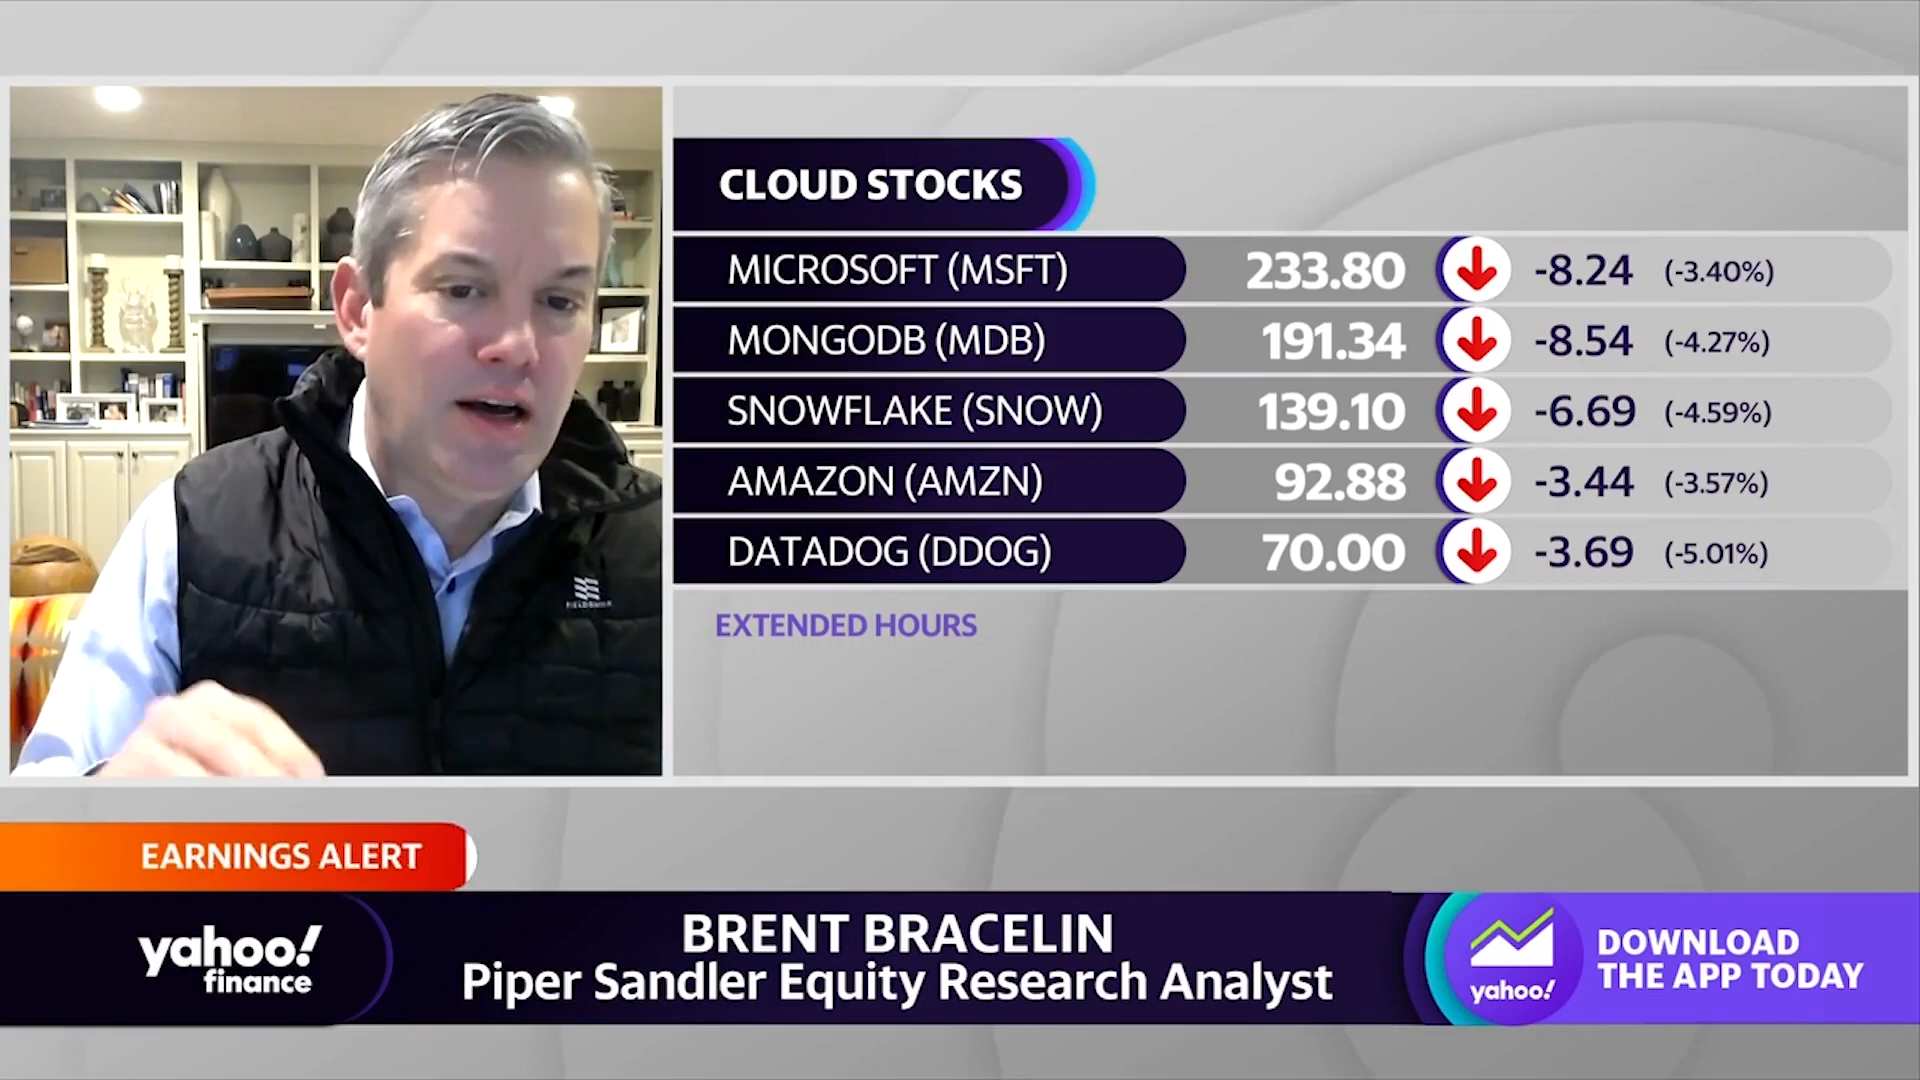 CLOUD STOCKS
MICROSOFT (MSFT) 233.80 -8.24 (-3.40%)
MONGODB (MDB) 191.34 -8.54 (-4.27%)
SNOWFLAKE (SNOW) 139.10 -6.69 (-4.59%)
AMAZON (AMZN) 92.88 -3.44 (-3.57%)
DATADOG (DDOG) 70.00 -3.69 (-5.01%)
EXTENDED HOURS
EARNINGS ALERT
yahoo!
finance
BRENT BRACELIN
Piper Sandler Equity Research Analyst
yahoo!
DOWNLOAD
THE APP TODAY